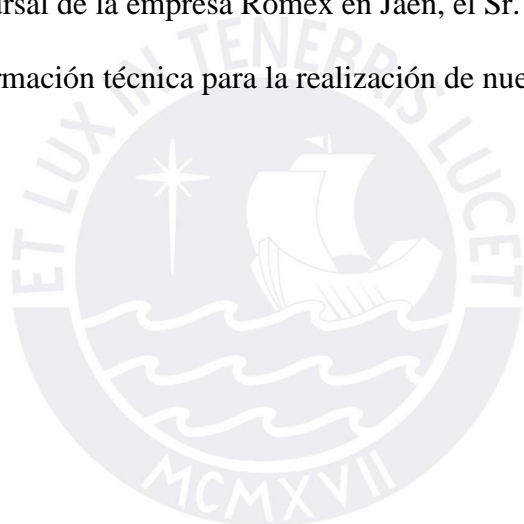 ursal de la empresa Romex en Jaén, el Sr.
rmación técnica para la realización de nue
ET LUX IN TENEBRIS LUCET
MCMXVII